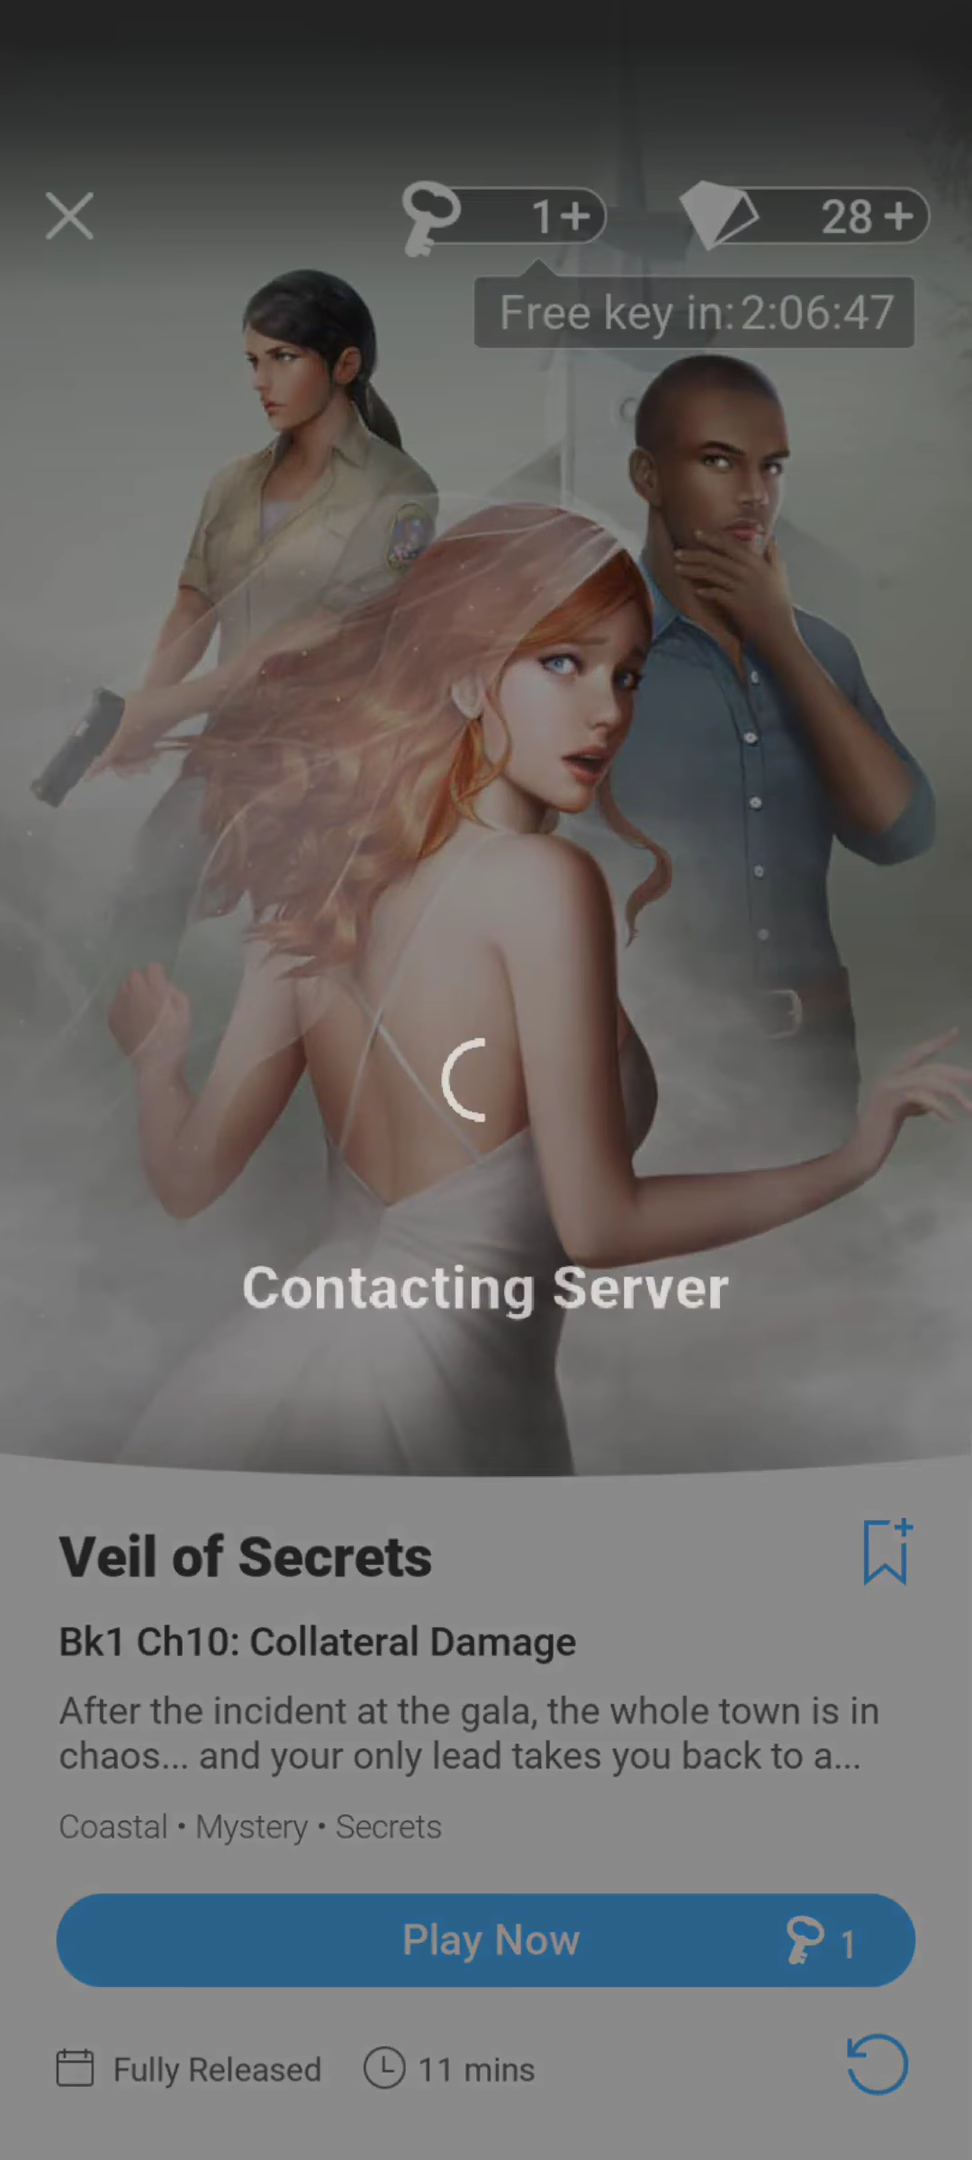 1+
28 +
Free key in: 2:06:47
Contacting Server
Veil of Secrets
Bk1 Ch10: Collateral Damage
After the incident at the gala, the whole town is in
chaos... and your only lead takes you back to a...
Coastal • Mystery • Secrets
Play Now 1
Fully Released 11 mins